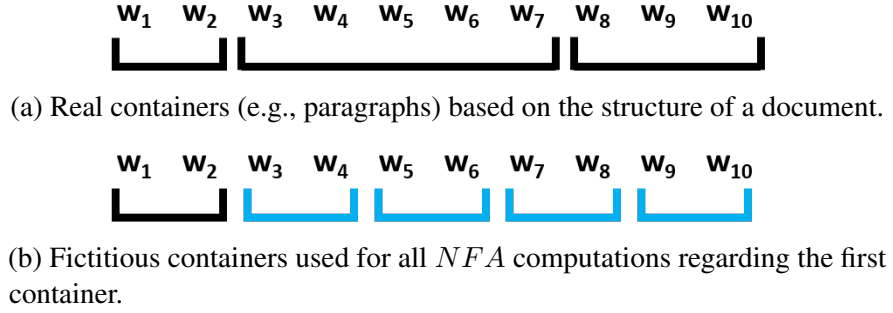 w₁ w₂ w₃ w₄ w₅ w₆ w₇ w₈ w₉ w₁₀
(a) Real containers (e.g., paragraphs) based on the structure of a document.
w₁ w₂ w₃ w₄ w₅ w₆ w₇ w₈ w₉ w₁₀
(b) Fictitious containers used for all NFA computations regarding the first
container.